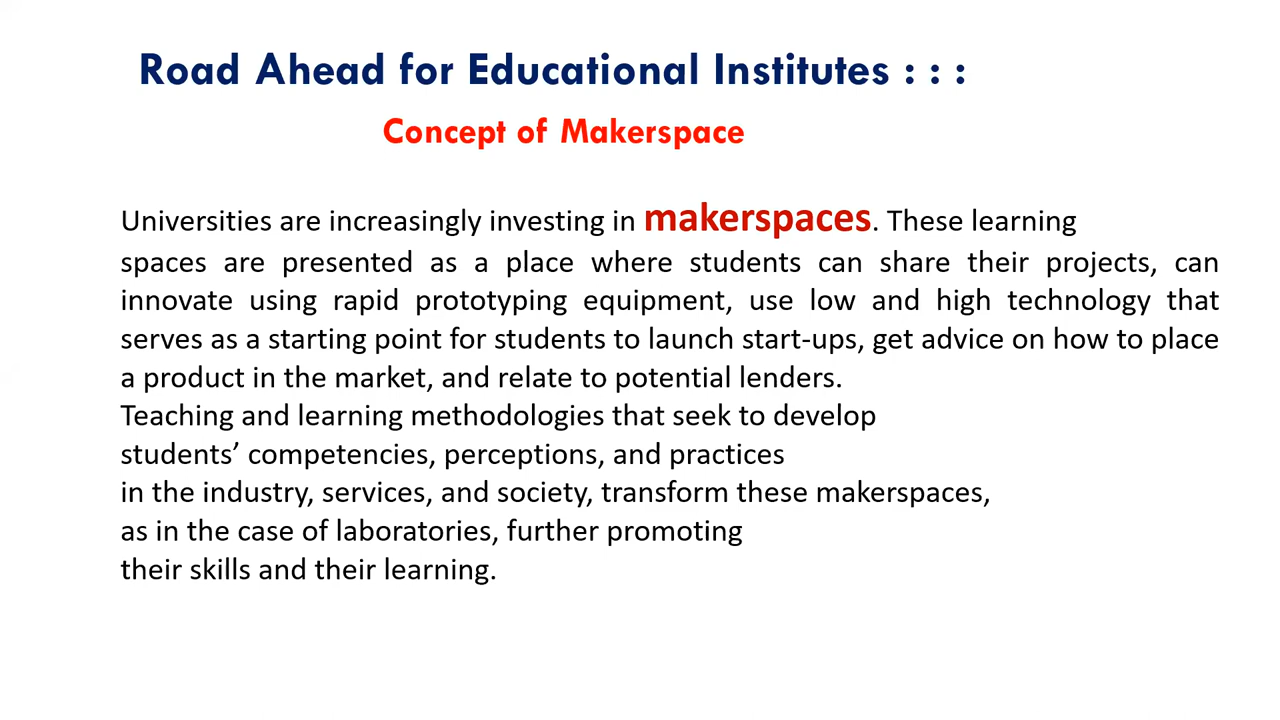 Road Ahead for Educational Institutes : : :
Concept of Makerspace
Universities are increasingly investing in makerspaces. These learning
spaces are presented as a place where students can share their projects, can
innovate using rapid prototyping equipment, use low and high technology that
serves as a starting point for students to launch start-ups, get advice on how to place
a product in the market, and relate to potential lenders.
Teaching and learning methodologies that seek to develop
students’ competencies, perceptions, and practices
in the industry, services, and society, transform these makerspaces,
as in the case of laboratories, further promoting
their skills and their learning.